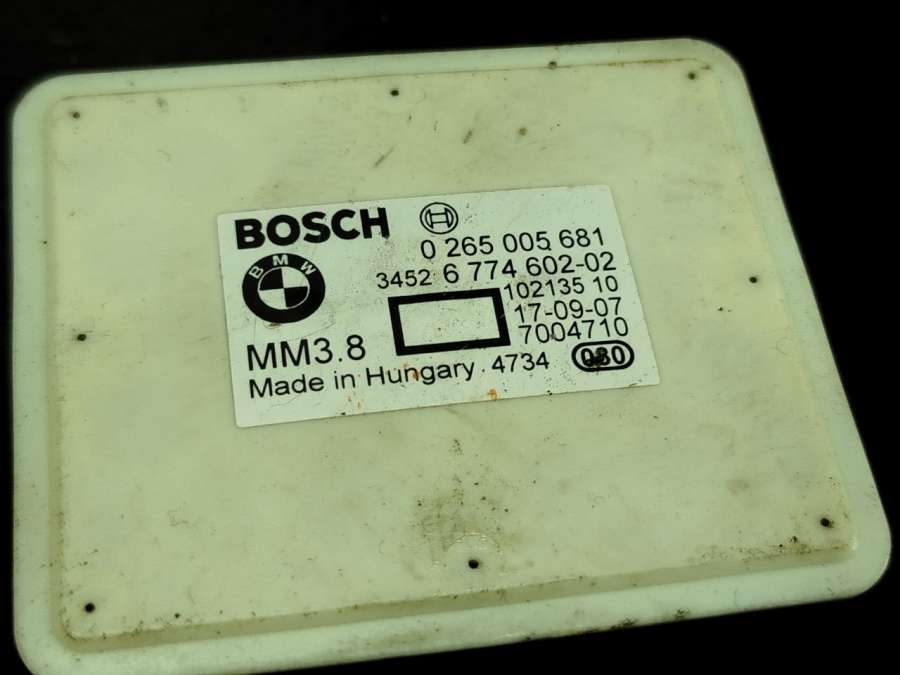 BOSCH
0 265 005 681
BMW
3452 6 774 602-02
102135 10
17-09-07
7004710
MM3.8
Made in Hungary 4734 080